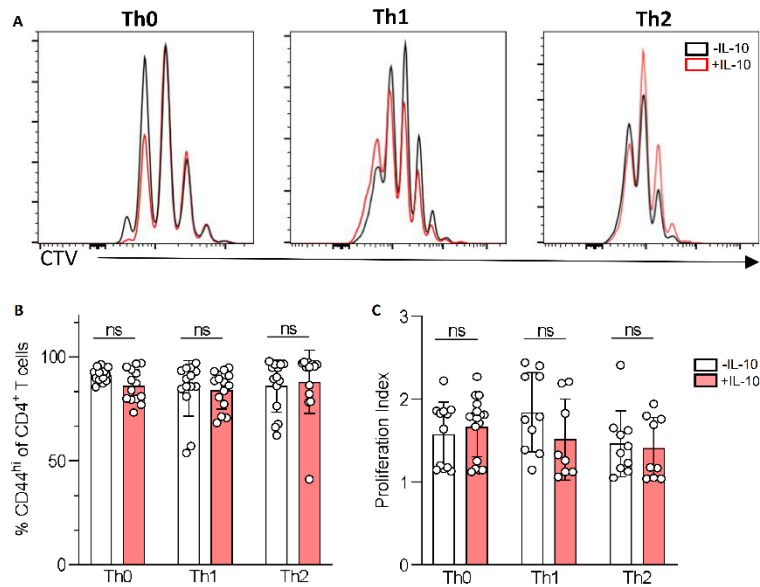 A
Th0
Th1
Th2
-IL-10
+IL-10
CTV
B
% CD44hi of CD4+ T cells
100
50
0
ns
ns
ns
Th0
Th1
Th2
C
Proliferation Index
3
2
1
0
ns
ns
ns
Th0
Th1
Th2
-IL-10
+IL-10